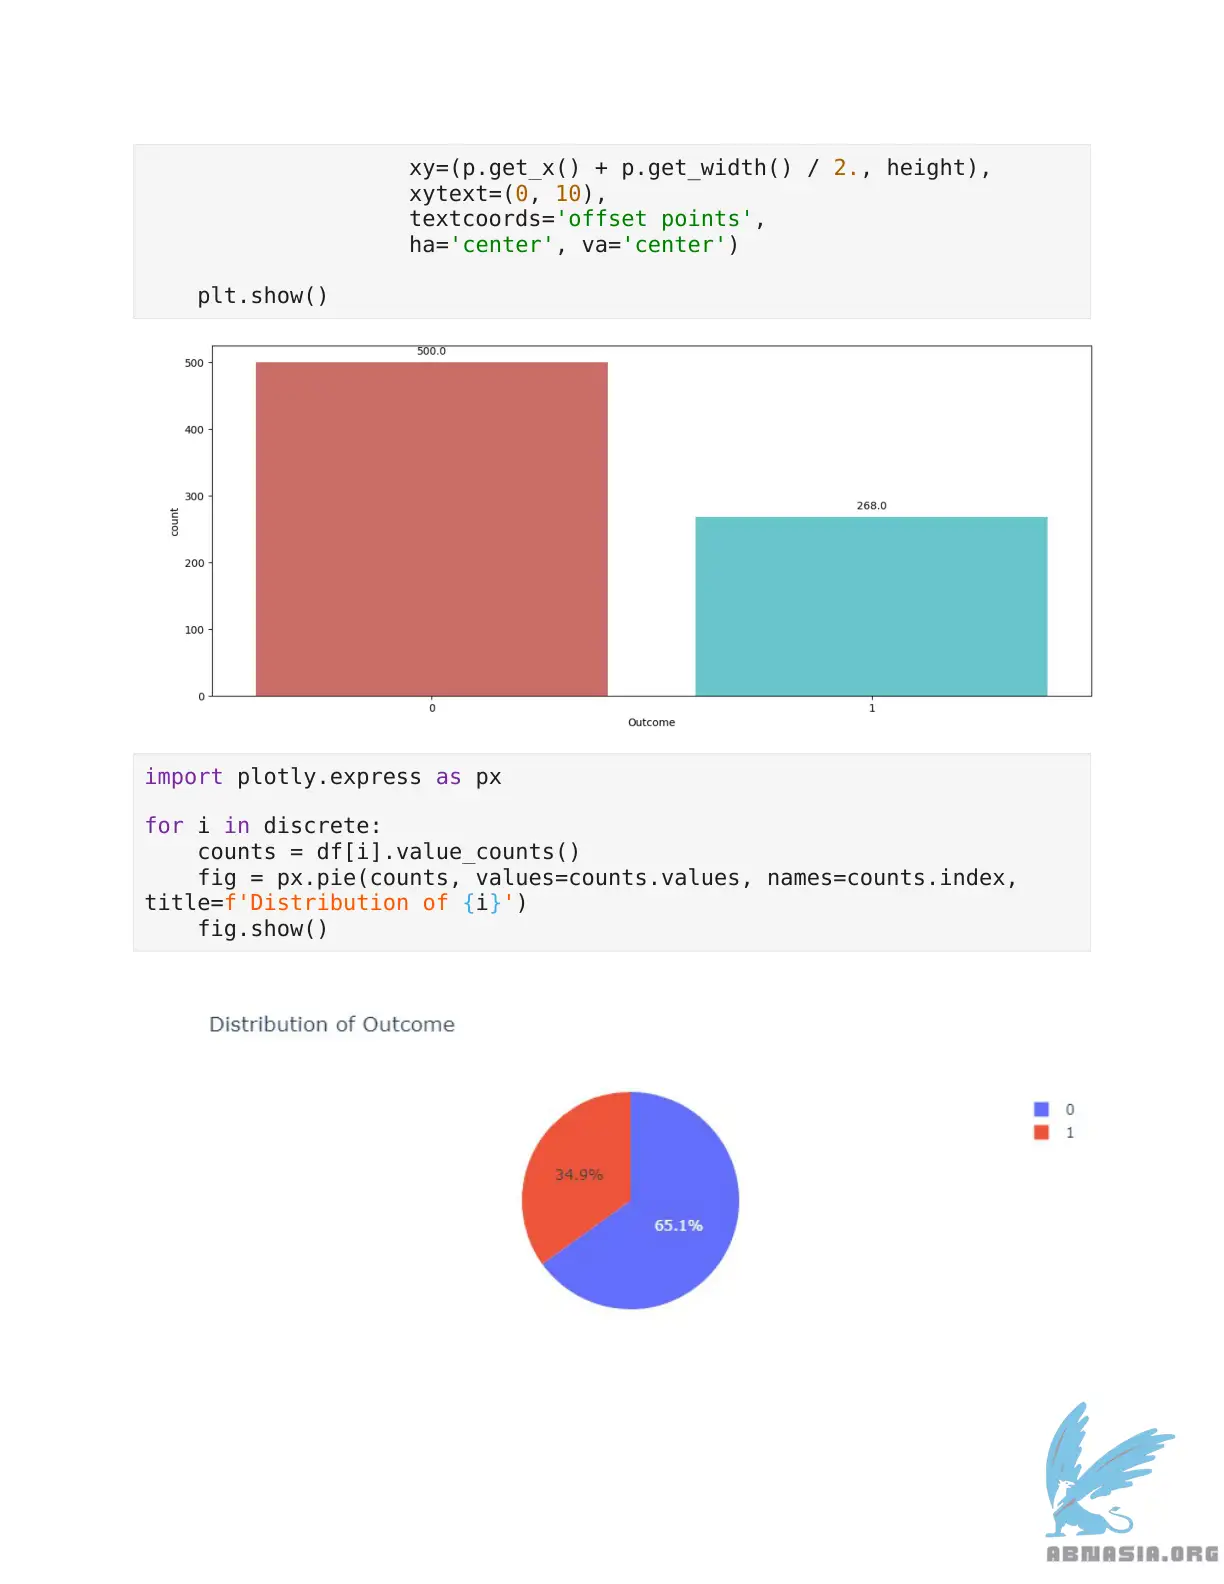 xy=(p.get_x() + p.get_width() / 2., height),
xytext=(0, 10),
textcoords='offset points',
ha='center', va='center')
plt.show()
500.0
500
400
300
268.0
count
200
100
0
0 1
Outcome
import plotly.express as px
for i in discrete:
counts = df[i].value_counts()
fig = px.pie(counts, values=counts.values, names=counts.index,
title=f'Distribution of {i}')
fig.show()
Distribution of Outcome
0
1
34.9%
65.1%
ABNASIA.ORG